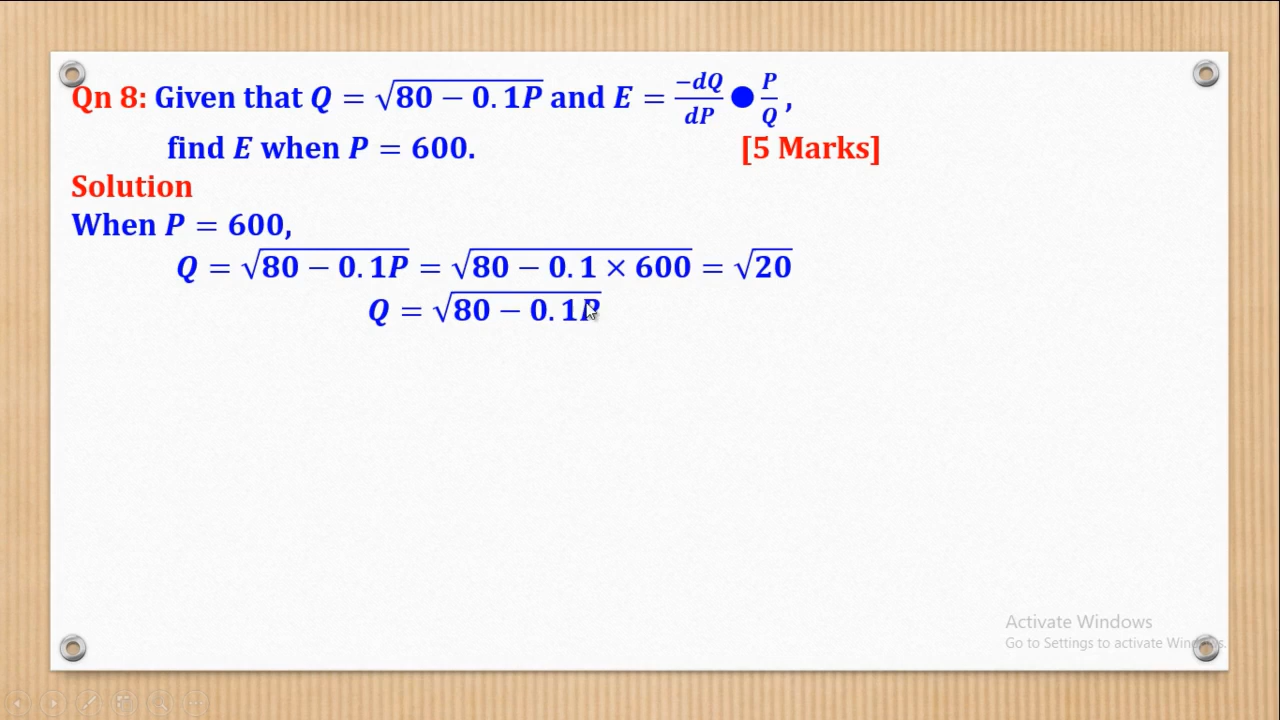 Qn 8: Given that Q = √80 − 0.1P and E = −dQ/dP ● P/Q,
find E when P = 600. [5 Marks]
Solution
When P = 600,
Q = √80 − 0.1P = √80 − 0.1 × 600 = √20
Q = √80 − 0.1P
Activate Windows
Go to Settings to activate Windows.